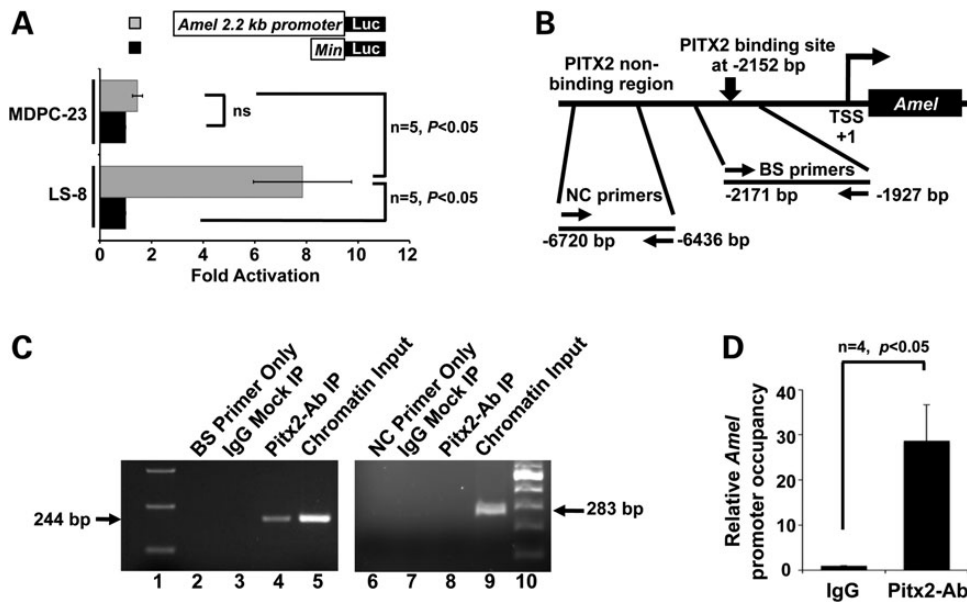 A
Amel 2.2 kb promoter Luc
Min Luc
MDPC-23
ns
n=5, P<0.05
LS-8
n=5, P<0.05
0 2 4 6 8 10 12
Fold Activation
B
PITX2 non-
binding region
PITX2 binding site
at -2152 bp
TSS
+1
Amel
BS primers
-2171 bp
-1927 bp
NC primers
-6720 bp
-6436 bp
C
BS Primer Only
IgG Mock IP
Pitx2-Ab IP
Chromatin Input
NC Primer Only
IgG Mock IP
Pitx2-Ab IP
Chromatin Input
244 bp
283 bp
1 2 3 4 5
6 7 8 9 10
D
n=4, p<0.05
Relative Amel
promoter occupancy
40
30
20
10
0
IgG Pitx2-Ab